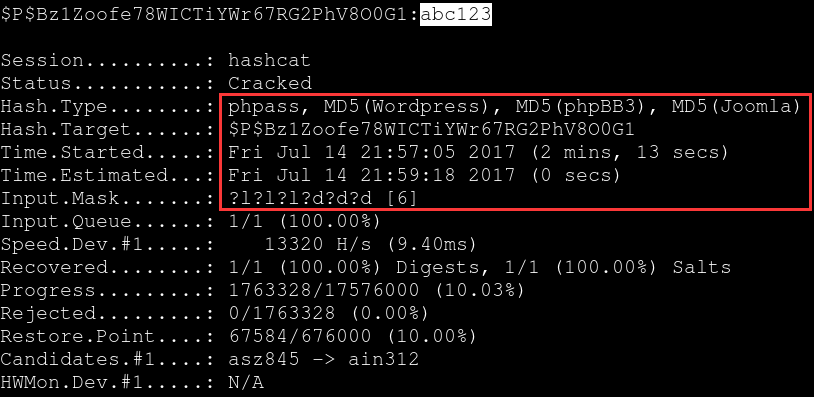 $P$Bz1Zoofe78WICTiYWr67RG2PhV8O0G1:abc123
Session..........: hashcat
Status...........: Cracked
Hash.Type........: phpass, MD5(Wordpress), MD5(phpBB3), MD5(Joomla)
Hash.Target......: $P$Bz1Zoofe78WICTiYWr67RG2PhV8O0G1
Time.Started.....: Fri Jul 14 21:57:05 2017 (2 mins, 13 secs)
Time.Estimated...: Fri Jul 14 21:59:18 2017 (0 secs)
Input.Mask.......: ?l?l?l?d?d?d [6]
Input.Queue......: 1/1 (100.00%)
Speed.Dev.#1.....:   13320 H/s (9.40ms)
Recovered........: 1/1 (100.00%) Digests, 1/1 (100.00%) Salts
Progress.........: 1763328/17576000 (10.03%)
Rejected.........: 0/1763328 (0.00%)
Restore.Point....: 67584/676000 (10.00%)
Candidates.#1....: asz845 -> ain312
HWMon.Dev.#1.....: N/A